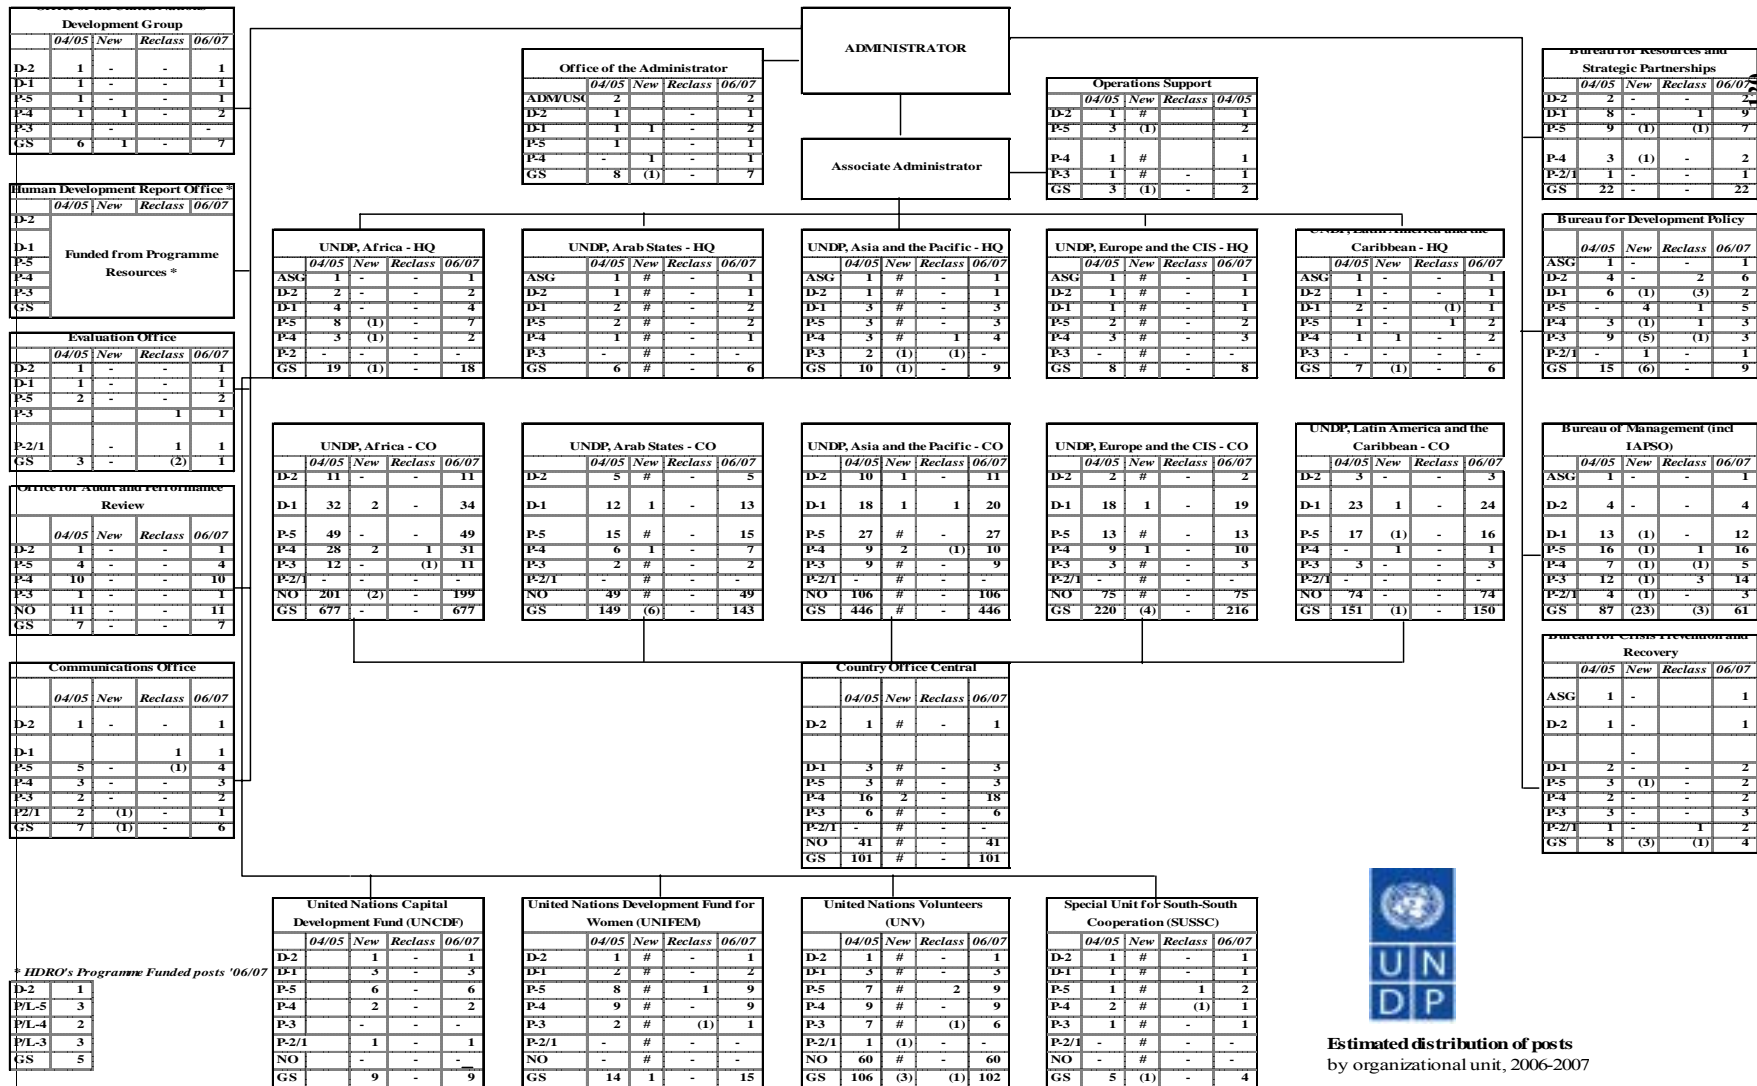 Office of the United Nations
Development Group
04/05 New Reclass 06/07
D-2 1 - - 1
D-1 1 - - 1
P-5 1 - - 1
P-4 1 1 - 2
P-3 - -
GS 6 1 - 7
Human Development Report Office *
04/05 New Reclass 06/07
D-2
D-1
P-5
P-4
P-3
GS
Funded from Programme
Resources *
Evaluation Office
04/05 New Reclass 06/07
D-2 1 - - 1
D-1 1 - - 1
P-5 2 - - 2
P-3 1 1
P-2/1 - 1 1
GS 3 - (2) 1
Office for Audit and Performance
Review
04/05 New Reclass 06/07
D-2 1 - - 1
P-5 4 - - 4
P-4 10 - - 10
P-3 1 - - 1
NO 11 - - 11
GS 7 - - 7
Communications Office
04/05 New Reclass 06/07
D-2 1 - - 1
D-1 1 1
P-5 5 - (1) 4
P-4 3 - - 3
P-3 2 - - 2
P2/1 2 (1) - 1
GS 7 (1) - 6
* HDRO's Programme Funded posts '06/07
D-2 1
P/L-5 3
P/L-4 2
P/L-3 3
GS 5
ADMINISTRATOR
Office of the Administrator
04/05 New Reclass 06/07
ADM/USG 2 2
D-2 1 - 1
D-1 1 1 - 2
P-5 1 - 1
P-4 - 1 - 1
GS 8 (1) - 7
Associate Administrator
Operations Support
04/05 New Reclass 04/05
D-2 1 # 1
P-5 3 (1) 2
P-4 1 # 1
P-3 1 # - 1
GS 3 (1) - 2
UNDP, Africa - HQ
04/05 New Reclass 06/07
ASG 1 - - 1
D-2 2 - - 2
D-1 4 - - 4
P-5 8 (1) - 7
P-4 3 (1) - 2
P-2 - - - -
GS 19 (1) - 18
UNDP, Arab States - HQ
04/05 New Reclass 06/07
ASG 1 # - 1
D-2 1 # - 1
D-1 2 # - 2
P-5 2 # - 2
P-4 1 # - 1
P-3 - # - -
GS 6 # - 6
UNDP, Asia and the Pacific - HQ
04/05 New Reclass 06/07
ASG 1 # - 1
D-2 1 # - 1
D-1 3 # - 3
P-5 3 # - 3
P-4 3 # 1 4
P-3 2 (1) (1) -
GS 10 (1) - 9
UNDP, Europe and the CIS - HQ
04/05 New Reclass 06/07
ASG 1 # - 1
D-2 1 # - 1
D-1 1 # - 1
P-5 2 # - 2
P-4 3 # - 3
P-3 - # - -
GS 8 # - 8
UNDP, Latin America and the
Caribbean - HQ
04/05 New Reclass 06/07
ASG 1 - - 1
D-2 1 - - 1
D-1 2 - (1) 1
P-5 1 - 1 2
P-4 1 1 - 2
P-3 - - - -
GS 7 (1) - 6
UNDP, Africa - CO
04/05 New Reclass 06/07
D-2 11 - - 11
D-1 32 2 - 34
P-5 49 - - 49
P-4 28 2 1 31
P-3 12 - (1) 11
P-2/1 - - - -
NO 201 (2) - 199
GS 677 - - 677
UNDP, Arab States - CO
04/05 New Reclass 06/07
D-2 5 # - 5
D-1 12 1 - 13
P-5 15 # - 15
P-4 6 1 - 7
P-3 2 # - 2
P-2/1 - # - -
NO 49 # - 49
GS 149 (6) - 143
UNDP, Asia and the Pacific - CO
04/05 New Reclass 06/07
D-2 10 1 - 11
D-1 18 1 1 20
P-5 27 # - 27
P-4 9 2 (1) 10
P-3 9 # - 9
P-2/1 - # - -
NO 106 # - 106
GS 446 # - 446
UNDP, Europe and the CIS - CO
04/05 New Reclass 06/07
D-2 2 # - 2
D-1 18 1 - 19
P-5 13 # - 13
P-4 9 1 - 10
P-3 3 # - 3
P-2/1 - # - -
NO 75 # - 75
GS 220 (4) - 216
UNDP, Latin America and the
Caribbean - CO
04/05 New Reclass 06/07
D-2 3 - - 3
D-1 23 1 - 24
P-5 17 (1) - 16
P-4 - 1 - 1
P-3 3 - - 3
P-2/1 - - - -
NO 74 - - 74
GS 151 (1) - 150
Country Office Central
04/05 New Reclass 06/07
D-2 1 # - 1
D-1 3 # - 3
P-5 3 # - 3
P-4 16 2 - 18
P-3 6 # - 6
P-2/1 - # - -
NO 41 # - 41
GS 101 # - 101
United Nations Capital
Development Fund (UNCDF)
04/05 New Reclass 06/07
D-2 1 - 1
D-1 3 - 3
P-5 6 - 6
P-4 2 - 2
P-3 - - -
P-2/1 1 - 1
NO - - -
GS 9 - 9
United Nations Development Fund for
Women (UNIFEM)
04/05 New Reclass 06/07
D-2 1 # - 1
D-1 2 # - 2
P-5 8 # 1 9
P-4 9 # - 9
P-3 2 # (1) 1
P-2/1 - # - -
NO - # - -
GS 14 1 - 15
United Nations Volunteers
(UNV)
04/05 New Reclass 06/07
D-2 1 # - 1
D-1 3 # - 3
P-5 7 # 2 9
P-4 9 # - 9
P-3 7 # (1) 6
P-2/1 1 (1) - -
NO 60 # - 60
GS 106 (3) (1) 102
Special Unit for South-South
Cooperation (SUSSC)
04/05 New Reclass 06/07
D-2 1 # - 1
D-1 1 # - 1
P-5 1 # 1 2
P-4 2 # (1) 1
P-3 1 # - 1
P-2/1 - # - -
NO - # - -
GS 5 (1) - 4
Bureau for Resources and
Strategic Partnerships
04/05 New Reclass 06/07
D-2 2 - - 2
D-1 8 - 1 9
P-5 9 (1) (1) 7
P-4 3 (1) - 2
P-2/1 1 - - 1
GS 22 - - 22
Bureau for Development Policy
04/05 New Reclass 06/07
ASG 1 - - 1
D-2 4 - 2 6
D-1 6 (1) (3) 2
P-5 - 4 1 5
P-4 3 (1) 1 3
P-3 9 (5) (1) 3
P-2/1 - 1 - 1
GS 15 (6) - 9
Bureau of Management (incl
IAPSO)
04/05 New Reclass 06/07
ASG 1 - - 1
D-2 4 - - 4
D-1 13 (1) - 12
P-5 16 (1) 1 16
P-4 7 (1) (1) 5
P-3 12 (1) 3 14
P-2/1 4 (1) - 3
GS 87 (23) (3) 61
Bureau for Crisis Prevention and
Recovery
04/05 New Reclass 06/07
ASG 1 - 1
D-2 1 - 1
-
D-1 2 - - 2
P-5 3 (1) - 2
P-4 2 - - 2
P-3 3 - - 3
P-2/1 1 - 1 2
GS 8 (3) (1) 4
U N
D P
Estimated distribution of posts
by organizational unit, 2006-2007